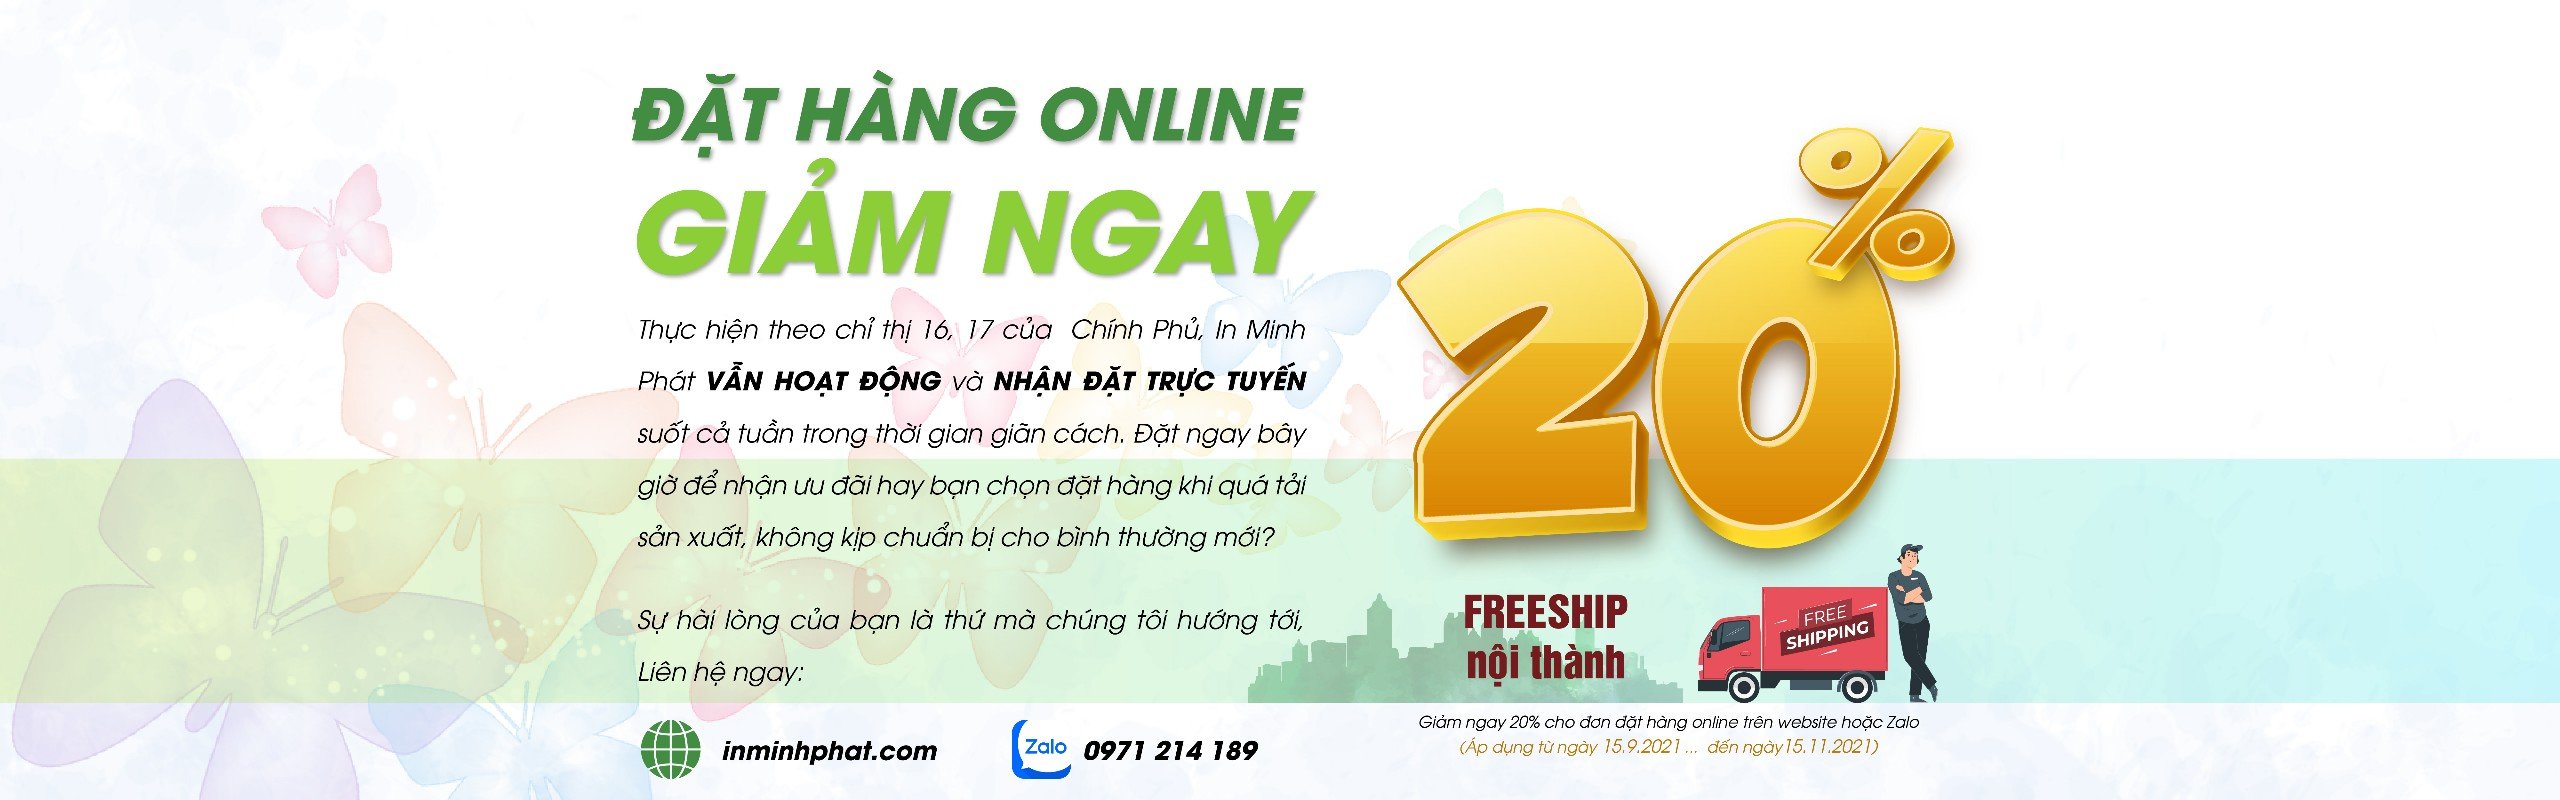 ĐẶT HÀNG ONLINE
GIẢM NGAY
20%
Thực hiện theo chỉ thị 16, 17 của Chính Phủ, In Minh
Phát VẪN HOẠT ĐỘNG và NHẬN ĐẶT TRỰC TUYẾN
suốt cả tuần trong thời gian giãn cách. Đặt ngay bây
giờ để nhận ưu đãi hay bạn chọn đặt hàng khi quá tải
sản xuất, không kịp chuẩn bị cho bình thường mới?
Sự hài lòng của bạn là thứ mà chúng tôi hướng tới,
Liên hệ ngay:
inminhphat.com
Zalo 0971 214 189
FREESHIP
nội thành
FREE
SHIPPING
Giảm ngay 20% cho đơn đặt hàng online trên website hoặc Zalo
(Áp dụng từ ngày 15.9.2021 ... đến ngày15.11.2021)